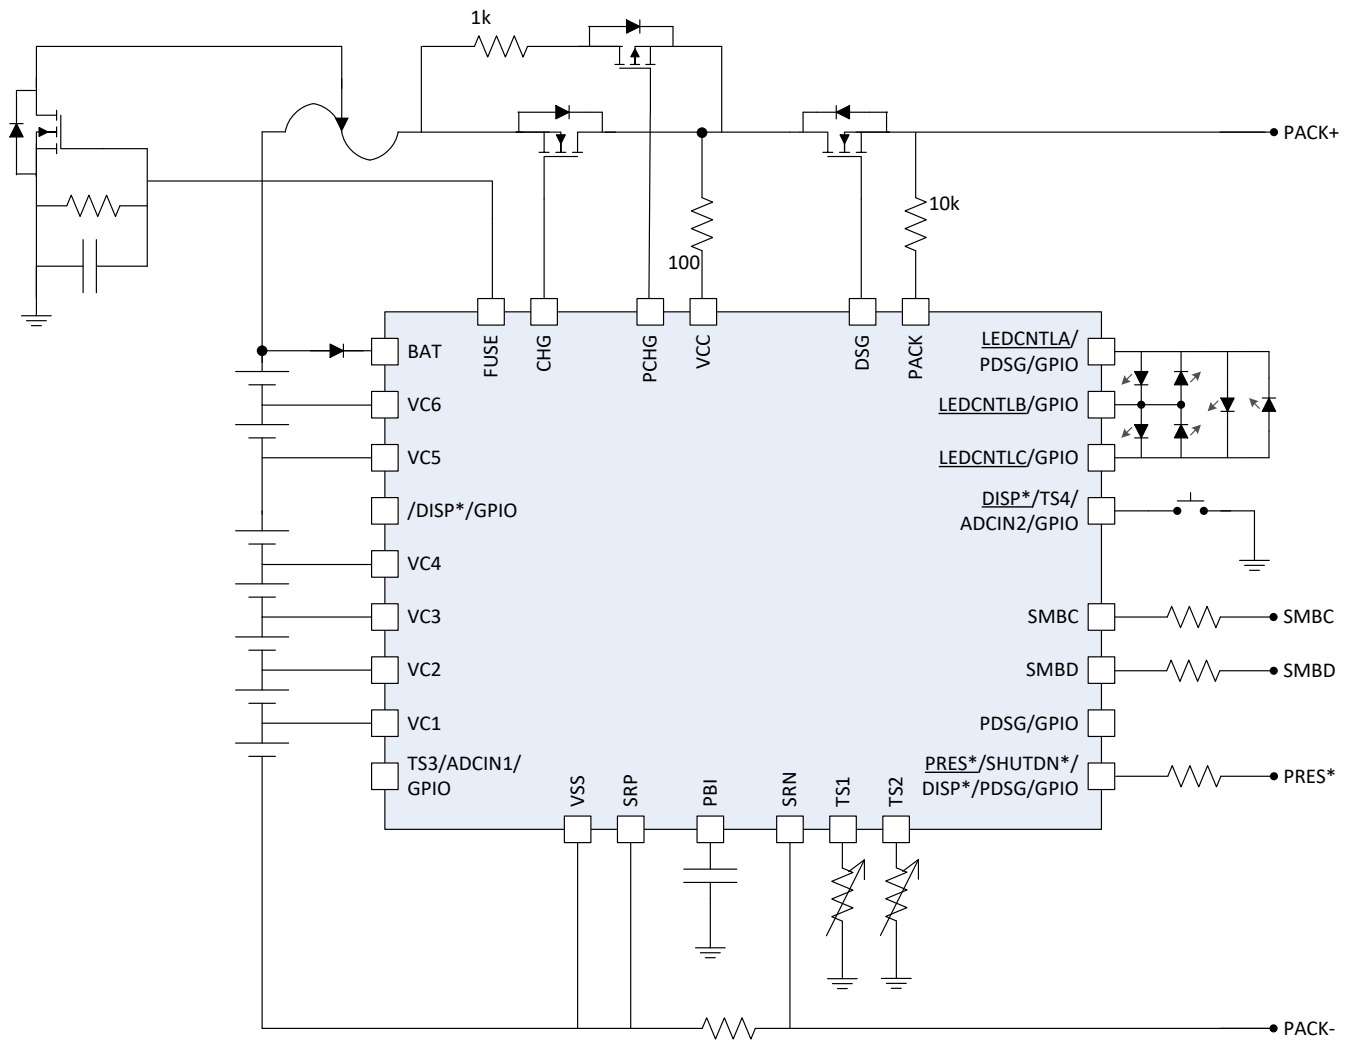 1k
PACK+
10k
100
FUSE
CHG
PCHG
VCC
DSG
PACK
BAT
VC6
VC5
/DISP*/GPIO
VC4
VC3
VC2
VC1
TS3/ADCIN1/
GPIO
LEDCNTLA/
PDSG/GPIO
LEDCNTLB/GPIO
LEDCNTLC/GPIO
DISP*/TS4/
ADCIN2/GPIO
SMBC
SMBC
SMBD
SMBD
PDSG/GPIO
PRES*/SHUTDN*/
DISP*/PDSG/GPIO
PRES*
VSS
SRP
PBI
SRN
TS1
TS2
PACK-